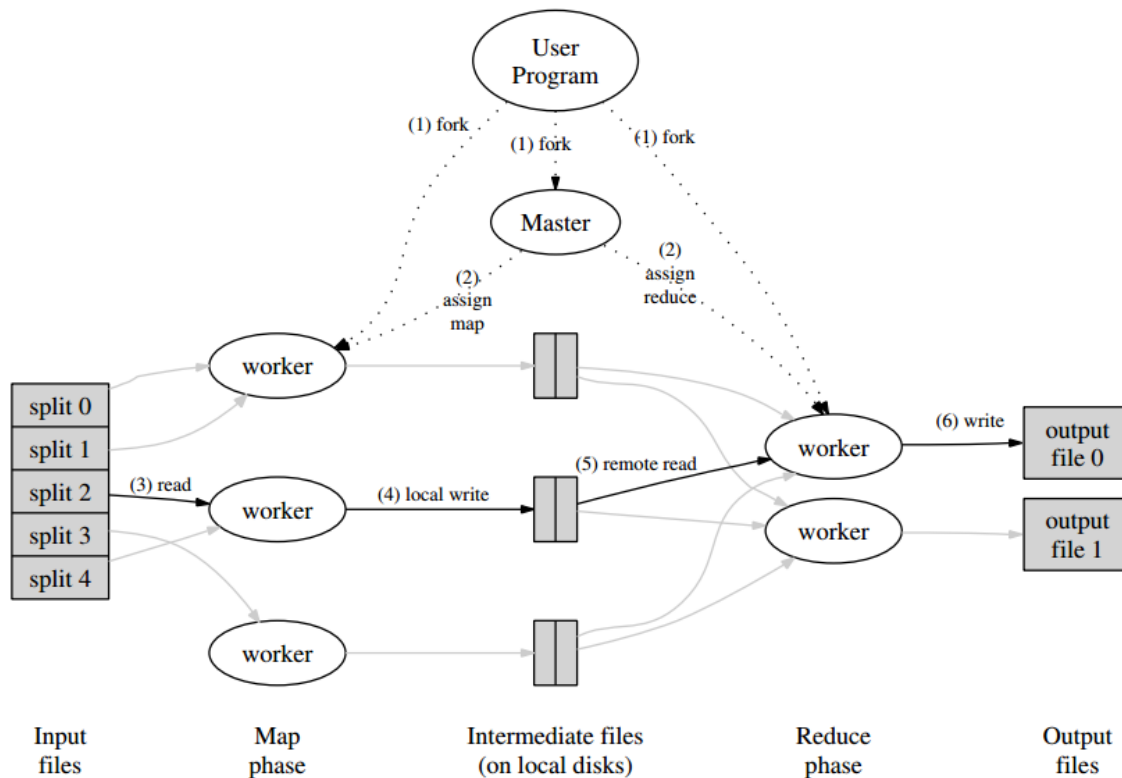 User
Program
(1) fork
(1) fork
(1) fork
Master
(2)
assign
map
(2)
assign
reduce
worker
split 0
split 1
split 2
split 3
split 4
(3) read
worker
(4) local write
(5) remote read
worker
(6) write
output
file 0
worker
output
file 1
worker
Input
files
Map
phase
Intermediate files
(on local disks)
Reduce
phase
Output
files